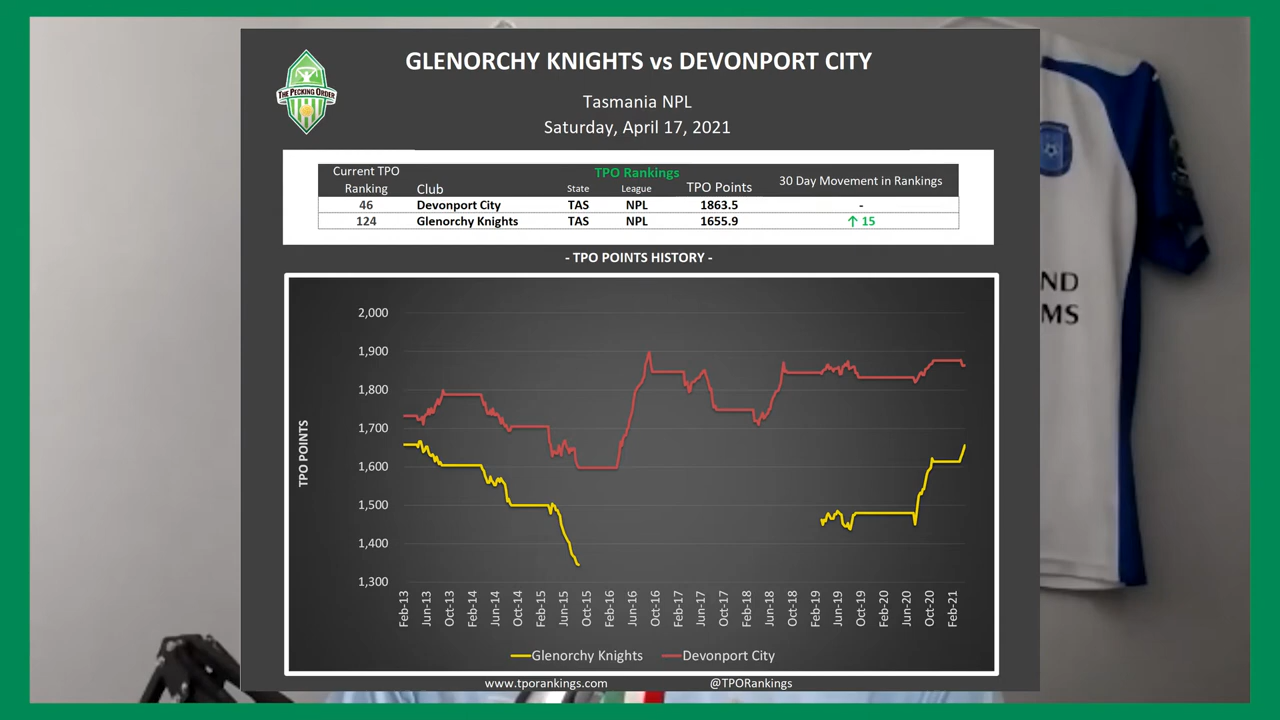 GLENORCHY KNIGHTS vs DEVONPORT CITY
THE PECKING ORDER
Tasmania NPL
Saturday, April 17, 2021
TPO Rankings
Current TPO Ranking Club State League TPO Points 30 Day Movement in Rankings
46 Devonport City TAS NPL 1863.5 -
124 Glenorchy Knights TAS NPL 1655.9 ↑ 15
- TPO POINTS HISTORY -
TPO POINTS
2,000
1,900
1,800
1,700
1,600
1,500
1,400
1,300
Feb-13 Jun-13 Oct-13 Feb-14 Jun-14 Oct-14 Feb-15 Jun-15 Oct-15 Feb-16 Jun-16 Oct-16 Feb-17 Jun-17 Oct-17 Feb-18 Jun-18 Oct-18 Feb-19 Jun-19 Oct-19 Feb-20 Jun-20 Oct-20 Feb-21
Glenorchy Knights Devonport City
www.tporankings.com @TPORankings
ND
MS